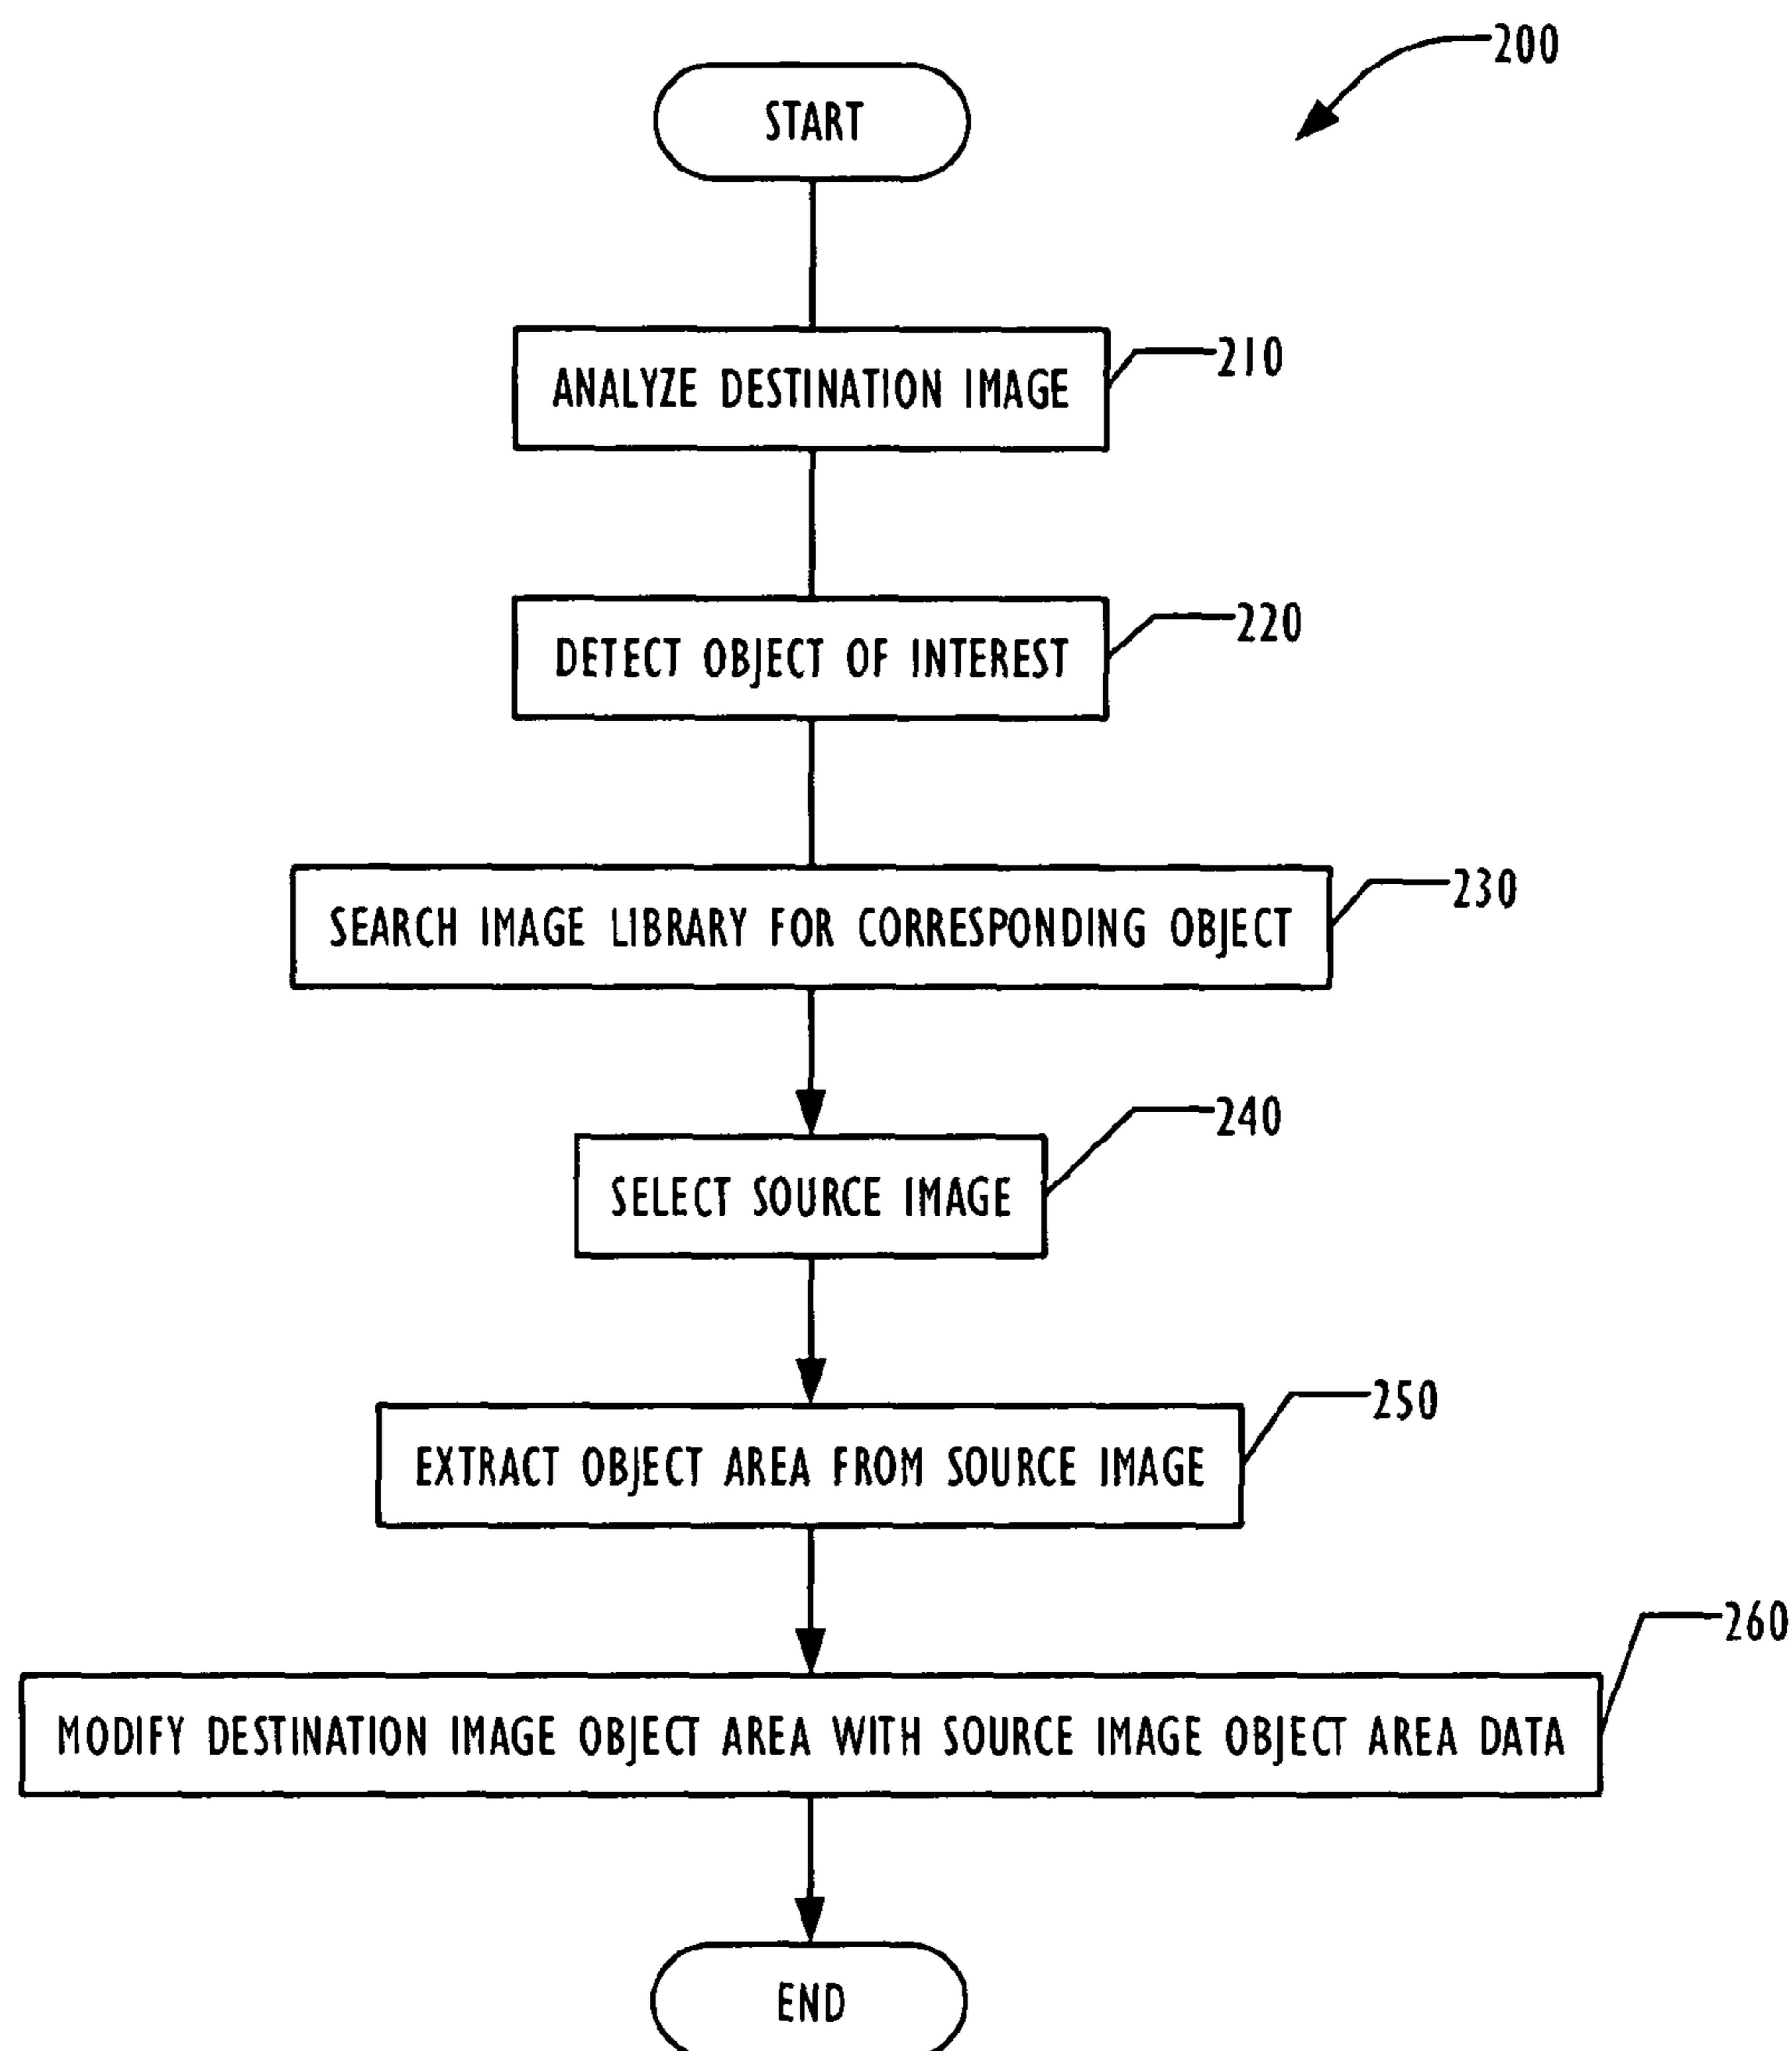 200
START
ANALYZE DESTINATION IMAGE
210
DETECT OBJECT OF INTEREST
220
SEARCH IMAGE LIBRARY FOR CORRESPONDING OBJECT
230
SELECT SOURCE IMAGE
240
EXTRACT OBJECT AREA FROM SOURCE IMAGE
250
MODIFY DESTINATION IMAGE OBJECT AREA WITH SOURCE IMAGE OBJECT AREA DATA
260
END